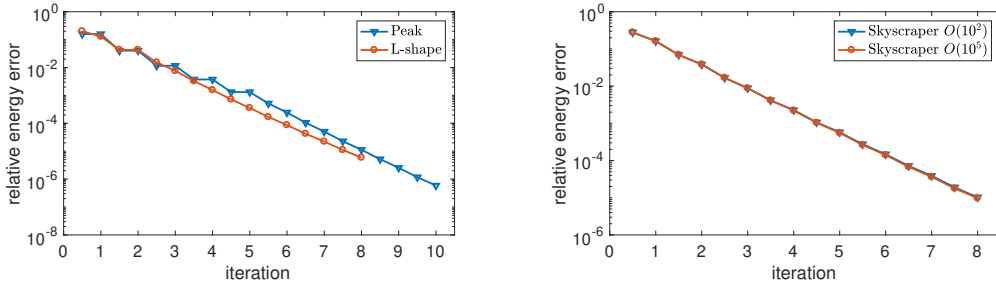 relative energy error
10^0
10^-2
10^-4
10^-6
10^-8
Peak
L-shape
0 1 2 3 4 5 6 7 8 9 10
iteration
relative energy error
10^0
10^-2
10^-4
10^-6
Skyscraper O(10^2)
Skyscraper O(10^5)
0 1 2 3 4 5 6 7 8
iteration